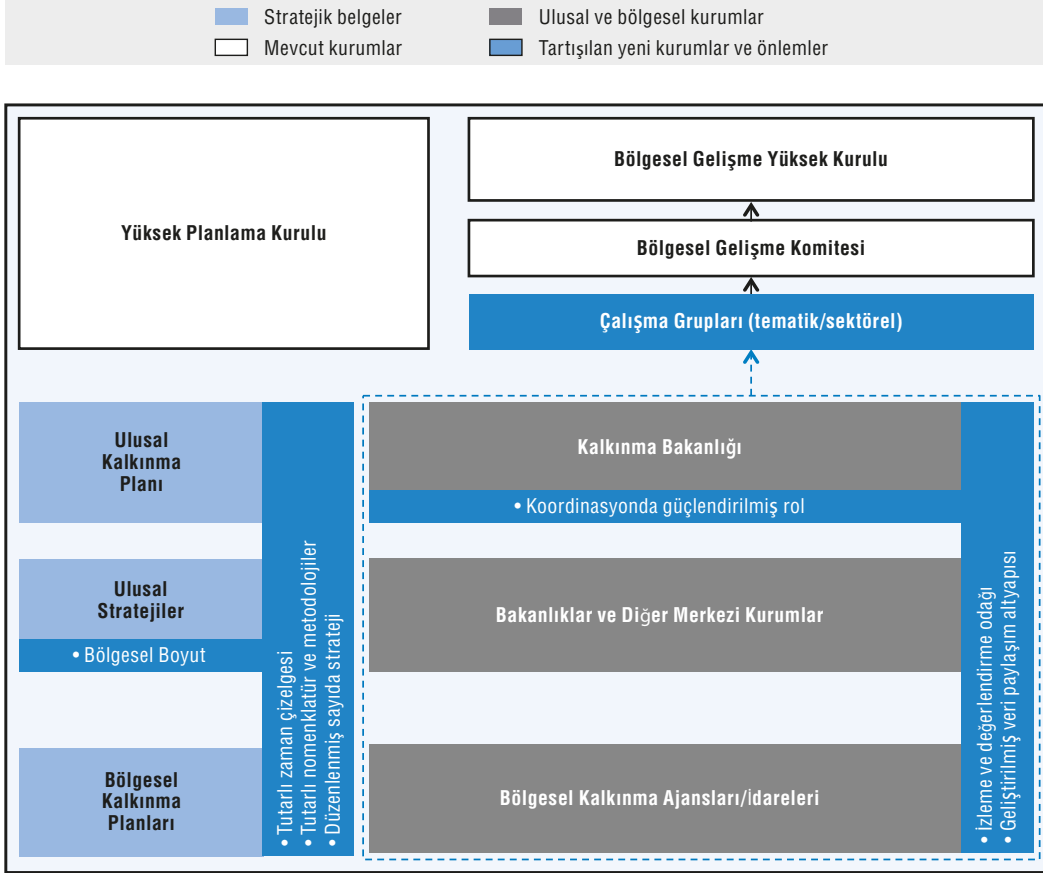 Stratejik belgeler
Ulusal ve bölgesel kurumlar
Mevcut kurumlar
Tartışılan yeni kurumlar ve önlemler
Yüksek Planlama Kurulu
Bölgesel Gelişme Yüksek Kurulu
Bölgesel Gelişme Komitesi
Çalışma Grupları (tematik/sektörel)
Ulusal
Kalkınma
Planı
Ulusal
Stratejiler
• Bölgesel Boyut
Bölgesel
Kalkınma
Planları
• Tutarlı zaman çizelgesi
• Tutarlı nomenklatür ve metodolojiler
• Düzenlenmiş sayıda strateji
Kalkınma Bakanlığı
• Koordinasyonda güçlendirilmiş rol
Bakanlıklar ve Diğer Merkezi Kurumlar
Bölgesel Kalkınma Ajansları/İdareleri
• İzleme ve değerlendirme odağı
• Geliştirilmiş veri paylaşım altyapısı